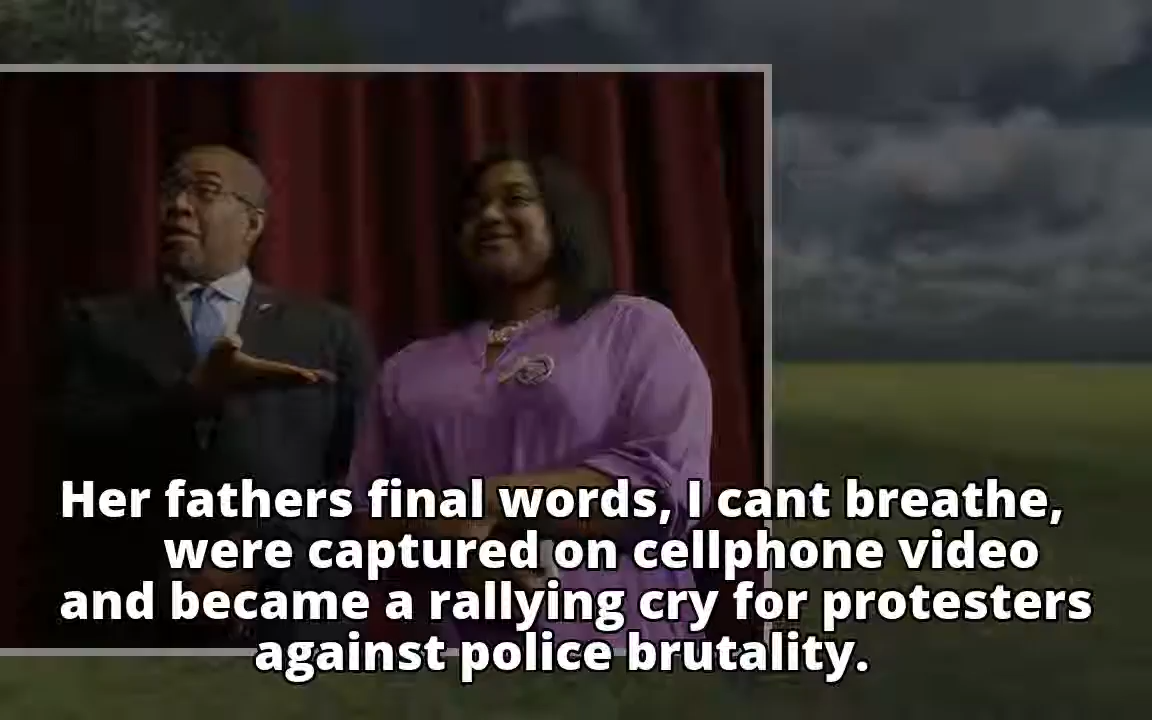 Her fathers final words, I cant breathe,
were captured on cellphone video
and became a rallying cry for protesters
against police brutality.